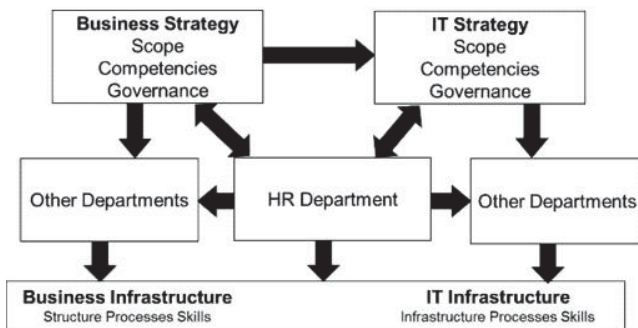 Business Strategy
Scope
Competencies
Governance
IT Strategy
Scope
Competencies
Governance
Other Departments
HR Department
Other Departments
Business Infrastructure
Structure Processes Skills
IT Infrastructure
Infrastructure Processes Skills